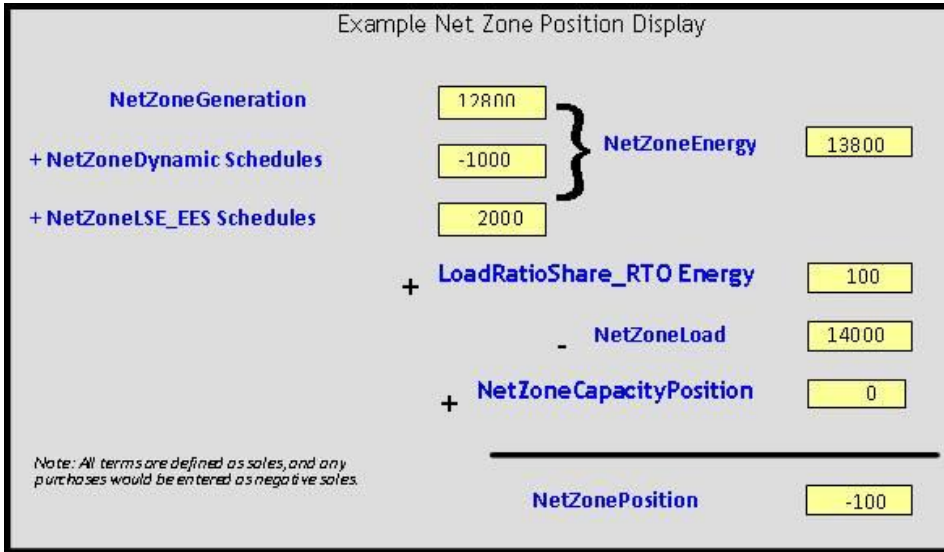 Example Net Zone Position Display
NetZoneGeneration 12800
+ NetZoneDynamic Schedules -1000
} NetZoneEnergy 13800
+ NetZoneLSE_EES Schedules 2000
+ LoadRatioShare_RTO Energy 100
- NetZoneLoad 14000
+ NetZoneCapacityPosition 0
Note: All terms are defined as sales, and any
purchases would be entered as negative sales.
NetZonePosition -100